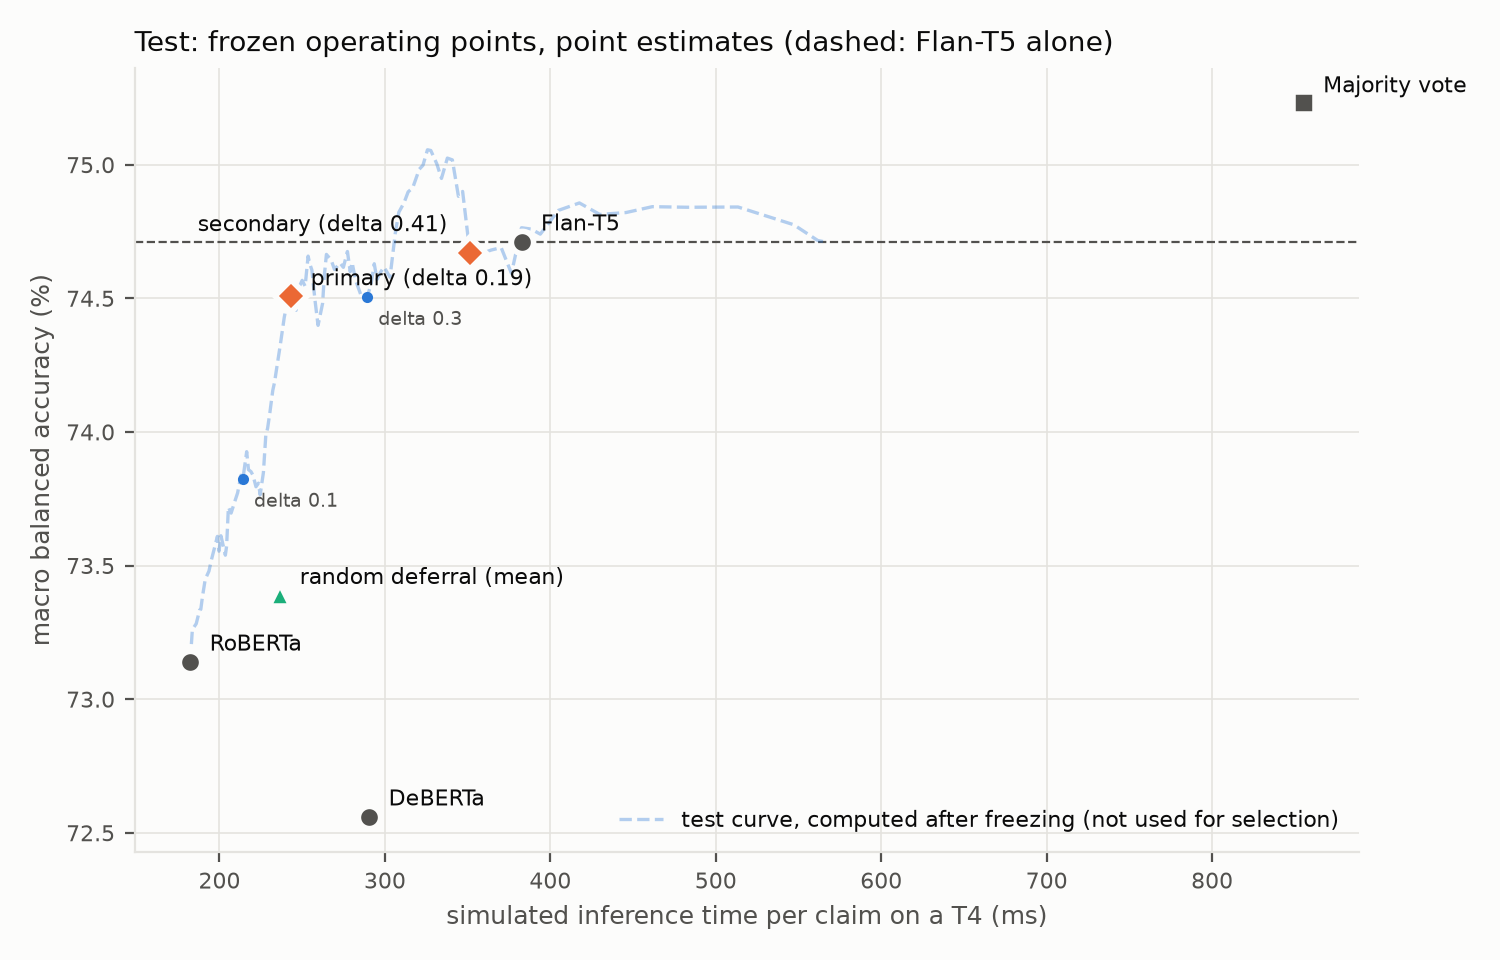 Test: frozen operating points, point estimates (dashed: Flan-T5 alone)
Majority vote
75.0
secondary (delta 0.41)
Flan-T5
primary (delta 0.19)
74.5
delta 0.3
74.0
delta 0.1
73.5
random deferral (mean)
RoBERTa
73.0
DeBERTa
test curve, computed after freezing (not used for selection)
72.5
macro balanced accuracy (%)
200 300 400 500 600 700 800
simulated inference time per claim on a T4 (ms)